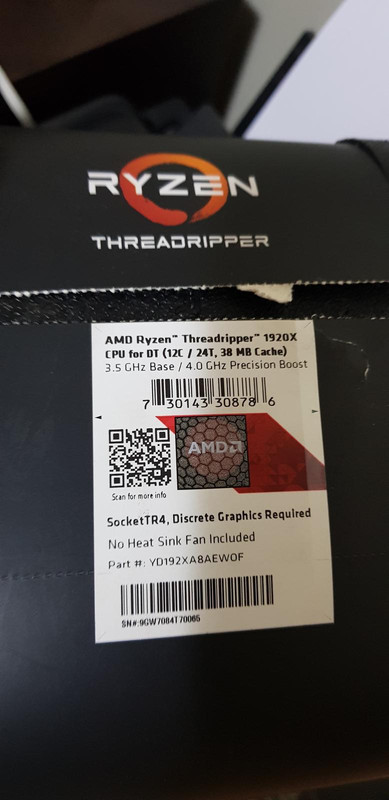 RYZEN
THREADRIPPER
AMD Ryzen™ Threadripper™ 1920X
CPU for DT (12C / 24T, 38 MB Cache)
3.5 GHz Base / 4.0 GHz Precision Boost
7 30143 30878 6
AMD
Scan for more info
SocketTR4, Discrete Graphics Required
No Heat Sink Fan Included
Part #: YD192XA8AEWOF
SN#:9GW7084T70065